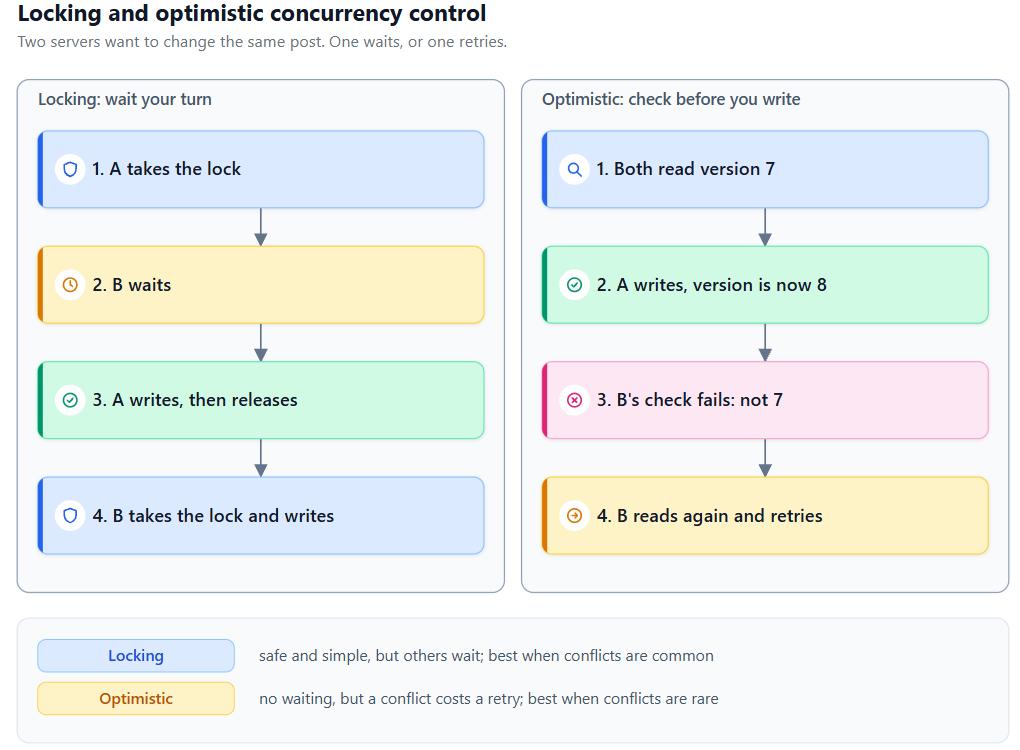 Locking and optimistic concurrency control
Two servers want to change the same post. One waits, or one retries.
Locking: wait your turn
1. A takes the lock
2. B waits
3. A writes, then releases
4. B takes the lock and writes
Optimistic: check before you write
1. Both read version 7
2. A writes, version is now 8
3. B's check fails: not 7
4. B reads again and retries
Locking safe and simple, but others wait; best when conflicts are common
Optimistic no waiting, but a conflict costs a retry; best when conflicts are rare